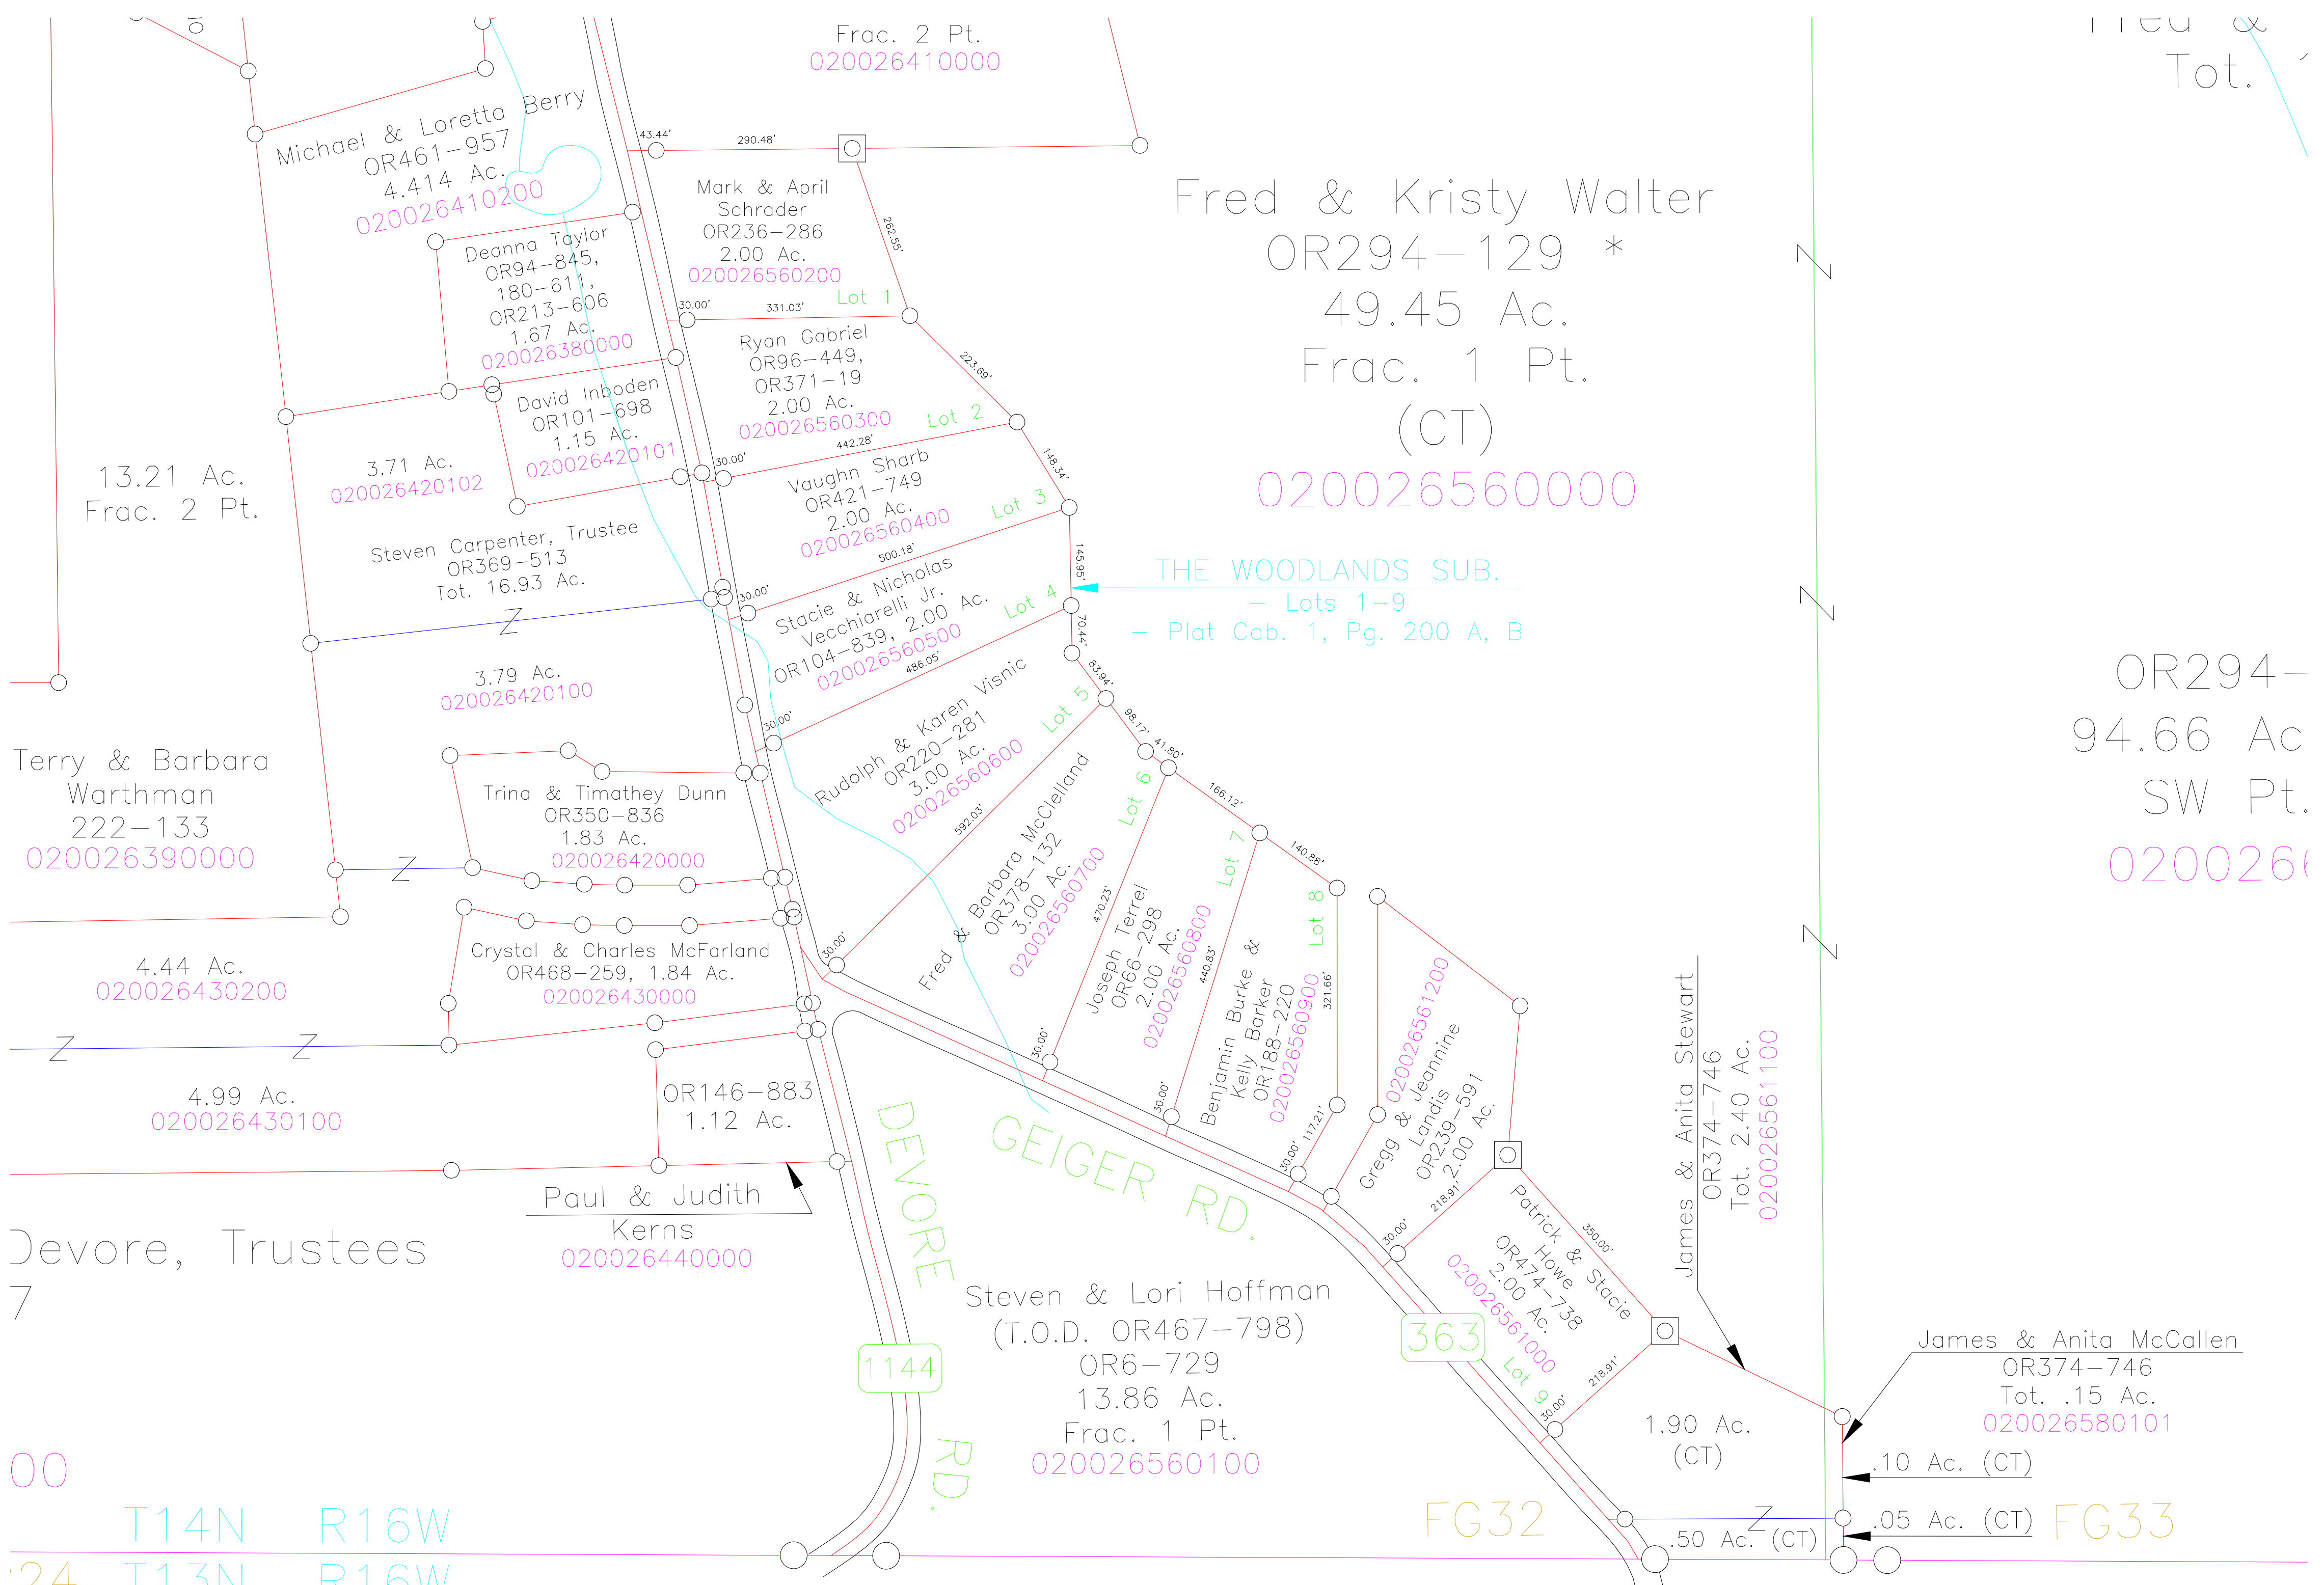 Frac. 2 Pt.
020026410000
Tot.
Michael & Loretta Berry
OR461-957
4.414 Ac.
020026410200
43.44'
290.48'
Mark & April
Schrader
OR236-286
2.00 Ac.
020026560200
Lot 1
262.55'
Fred & Kristy Walter
OR294-129 *
49.45 Ac.
Frac. 1 Pt.
(CT)
020026560000
Deanna Taylor
OR94-845,
180-611,
OR213-606
1.67 Ac.
020026380000
30.00'
331.03'
Ryan Gabriel
OR96-449,
OR371-19
2.00 Ac.
020026560300
Lot 2
223.69'
David Inboden
OR101-698
1.15 Ac.
020026420101
30.00'
442.28'
13.21 Ac.
Frac. 2 Pt.
3.71 Ac.
020026420102
Vaughn Sharb
OR421-749
2.00 Ac.
020026560400
Lot 3
148.34'
Steven Carpenter, Trustee
OR369-513
Tot. 16.93 Ac.
Z
30.00'
500.18'
Stacie & Nicholas
Vecchiarelli Jr.
OR104-839, 2.00 Ac.
020026560500
Lot 4
145.95'
THE WOODLANDS SUB.
- Lots 1-9
- Plat Cab. 1, Pg. 200 A, B
70.44'
30.00'
486.05'
3.79 Ac.
020026420100
Rudolph & Karen Visnic
OR220-281
3.00 Ac.
020026560600
Lot 5
83.94'
98.17'
41.80'
Z
Z
Z
OR294-
94.66 Ac
SW Pt.
020026
Terry & Barbara
Warthman
222-133
020026390000
Z
Trina & Timathey Dunn
OR350-836
1.83 Ac.
020026420000
592.03'
30.00'
Fred & Barbara McClelland
OR378-132
3.00 Ac.
020026560700
Lot 6
166.12'
470.23'
30.00'
Joseph Terrel
OR66-298
2.00 Ac.
020026560800
Lot 7
140.88'
440.83'
30.00'
Benjamin Burke &
Kelly Barker
OR188-220
020026560900
Lot 8
321.66'
117.21'
30.00'
Crystal & Charles McFarland
OR468-259, 1.84 Ac.
020026430000
4.44 Ac.
020026430200
Z
Z
4.99 Ac.
020026430100
OR146-883
1.12 Ac.
Paul & Judith
Kerns
020026440000
Devore, Trustees
7
00
DEVORE
RD.
GEIGER RD.
1144
363
020026561200
Gregg & Jeannine
Landis
OR239-591
2.00 Ac.
218.91'
30.00'
Patrick & Stacie
Howe
OR474-738
2.00 Ac.
020026561000
Lot 9
350.00'
218.91'
30.00'
James & Anita Stewart
OR374-746
Tot. 2.40 Ac.
020026561100
Steven & Lori Hoffman
(T.O.D. OR467-798)
OR6-729
13.86 Ac.
Frac. 1 Pt.
020026560100
James & Anita McCallen
OR374-746
Tot. .15 Ac.
020026580101
1.90 Ac.
(CT)
.10 Ac. (CT)
.05 Ac. (CT)
Z
.50 Ac. (CT)
FG32
FG33
T14N R16W
24 T13N R16W